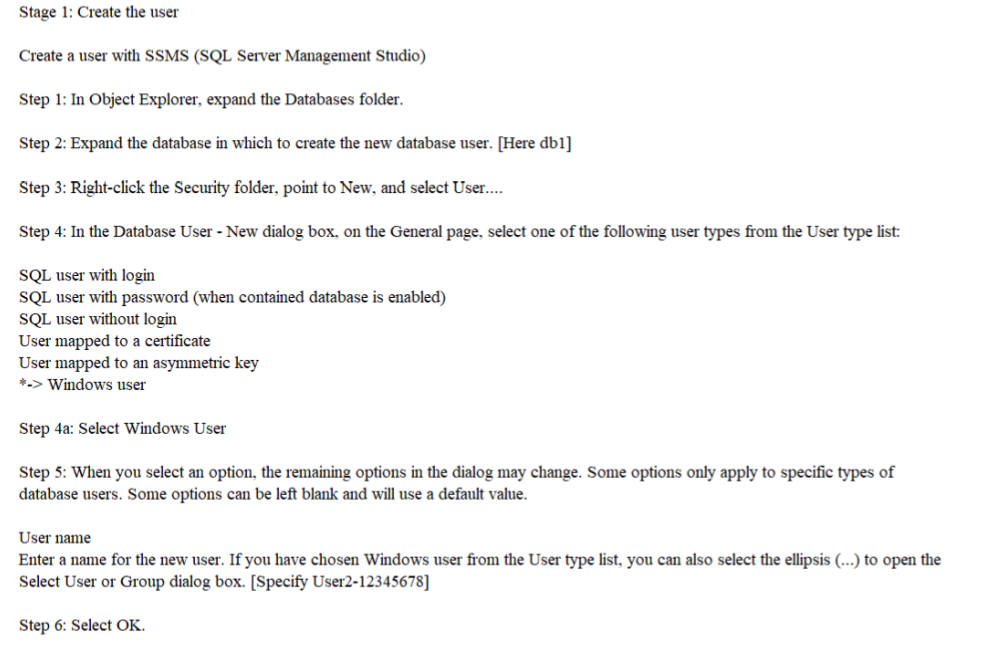 Stage 1: Create the user
Create a user with SSMS (SQL Server Management Studio)
Step 1: In Object Explorer, expand the Databases folder.
Step 2: Expand the database in which to create the new database user. [Here db1]
Step 3: Right-click the Security folder, point to New, and select User....
Step 4: In the Database User - New dialog box, on the General page, select one of the following user types from the User type list:
SQL user with login
SQL user with password (when contained database is enabled)
SQL user without login
User mapped to a certificate
User mapped to an asymmetric key
*-> Windows user
Step 4a: Select Windows User
Step 5: When you select an option, the remaining options in the dialog may change. Some options only apply to specific types of
database users. Some options can be left blank and will use a default value.
User name
Enter a name for the new user. If you have chosen Windows user from the User type list, you can also select the ellipsis (...) to open the
Select User or Group dialog box. [Specify User2-12345678]
Step 6: Select OK.